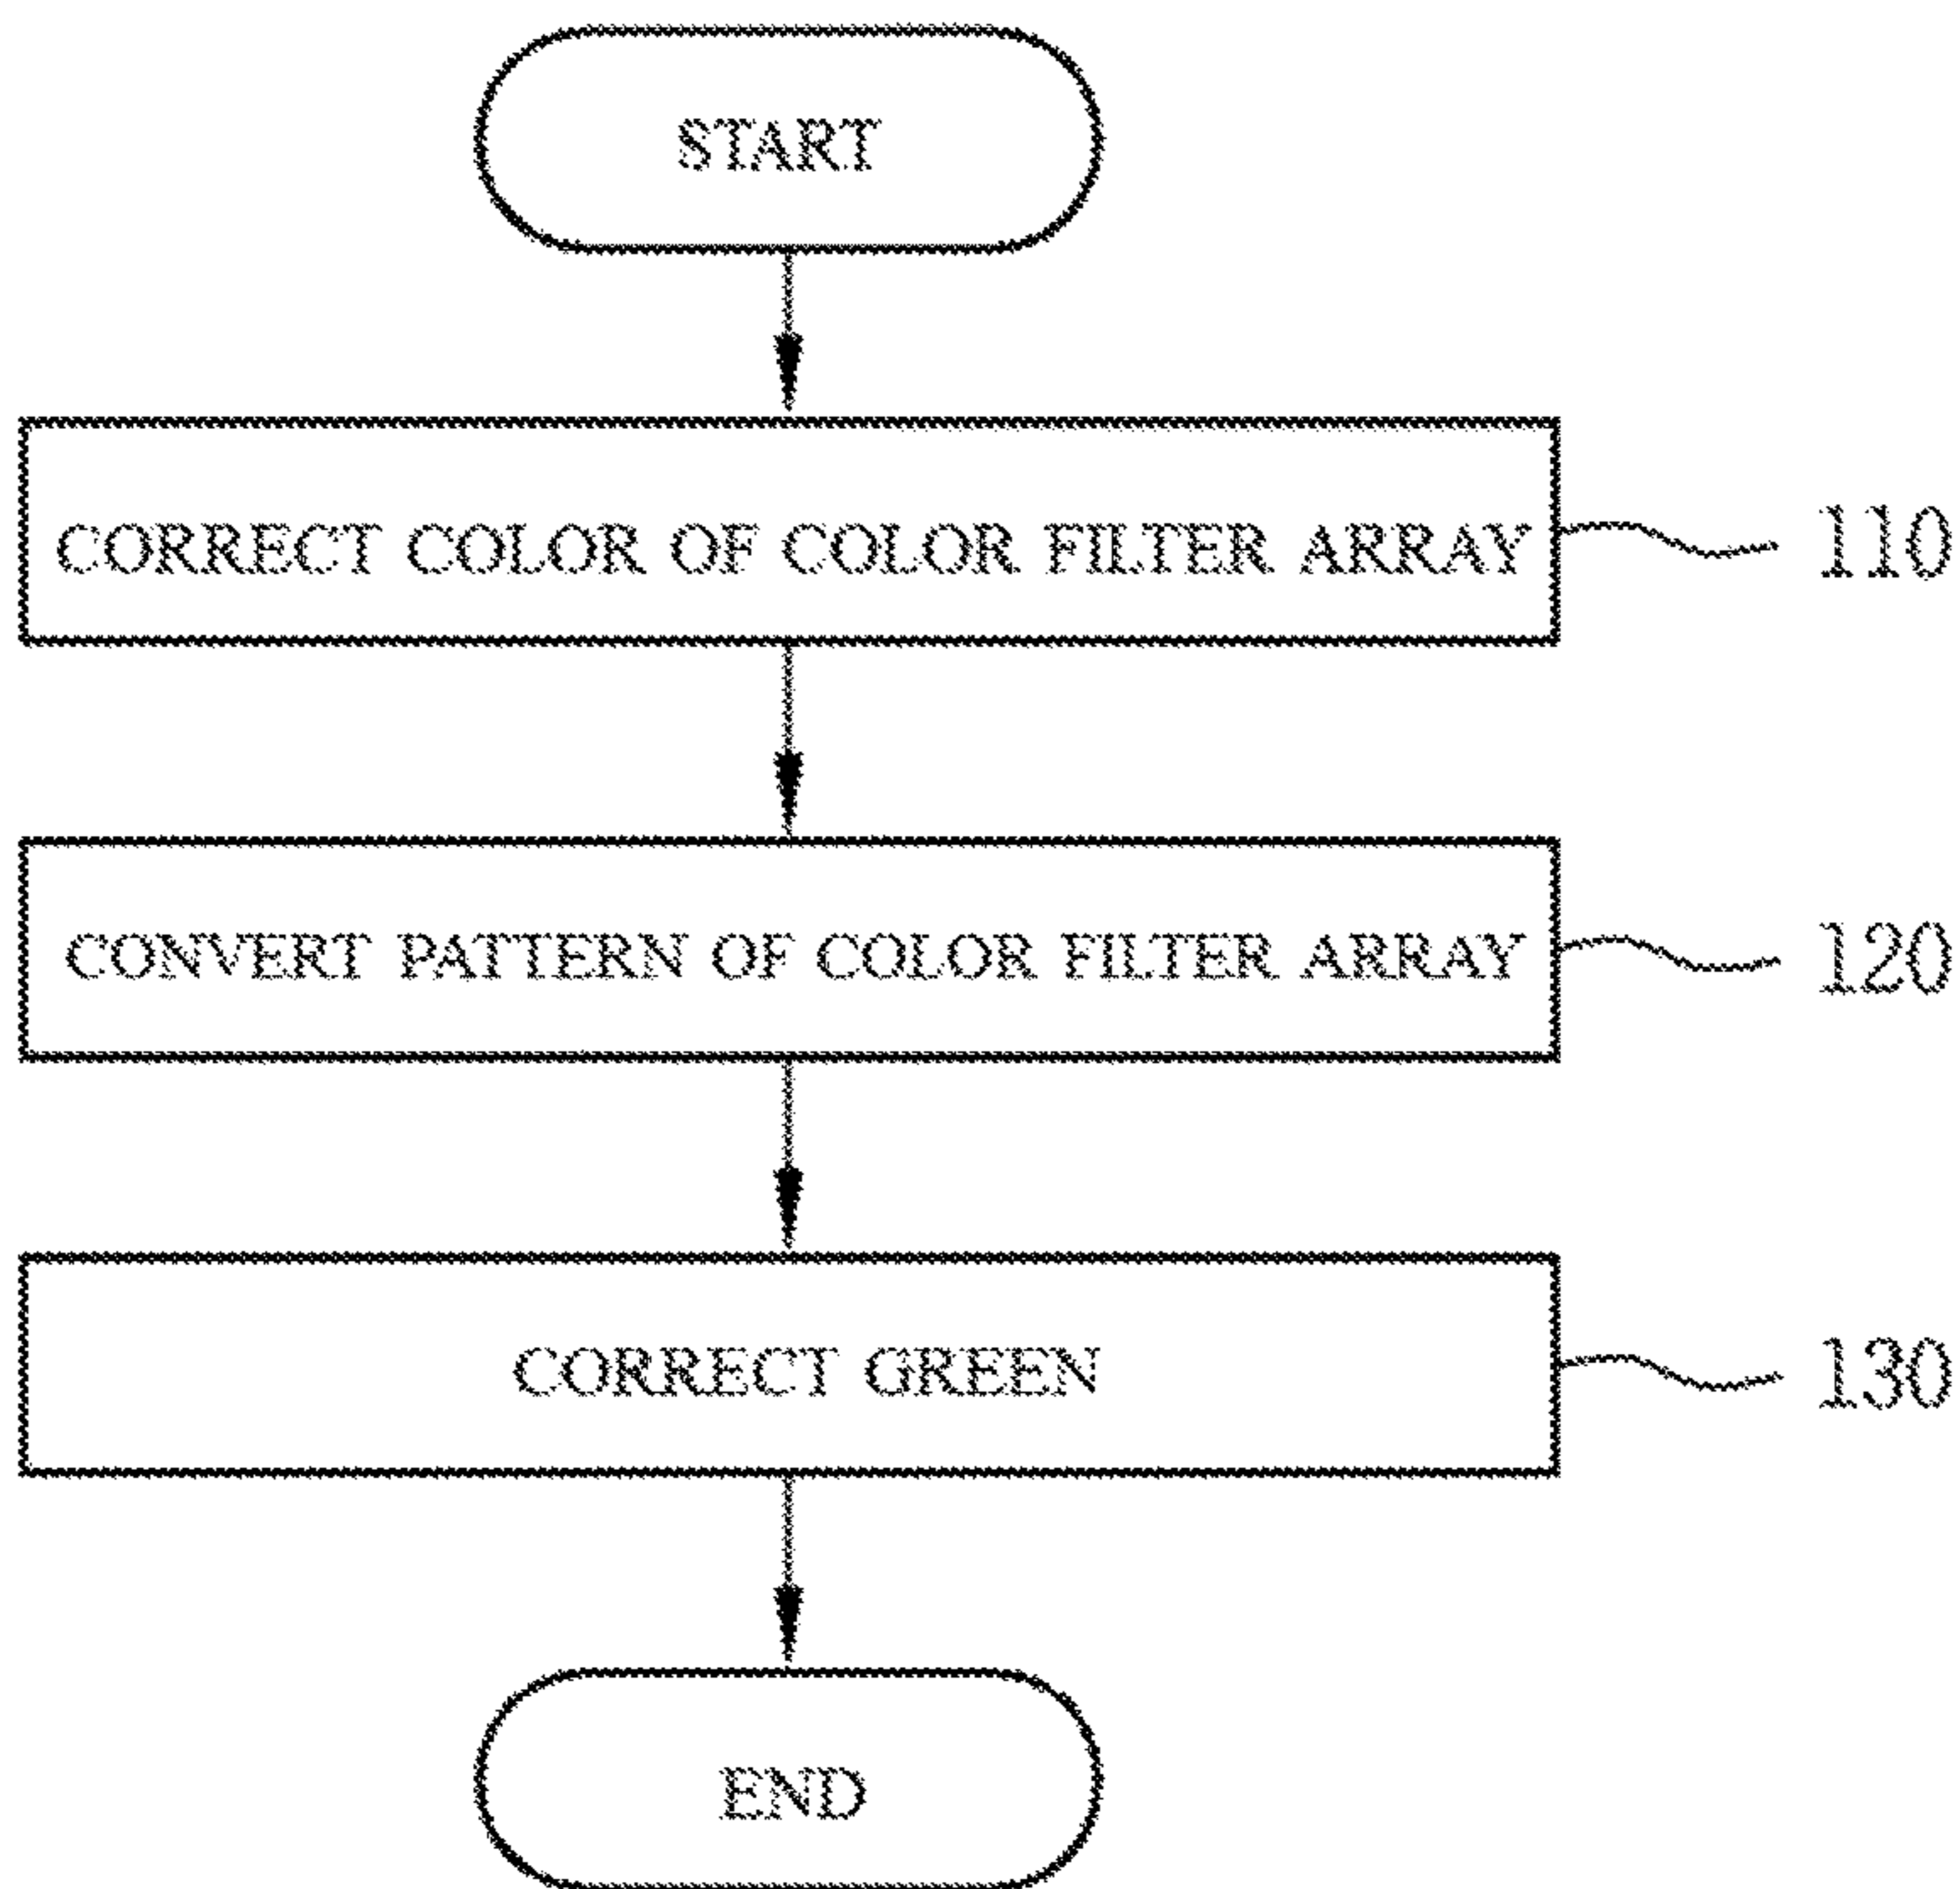 START
CORRECT COLOR OF COLOR FILTER ARRAY
110
CONVERT PATTERN OF COLOR FILTER ARRAY
120
CORRECT GREEN
130
END